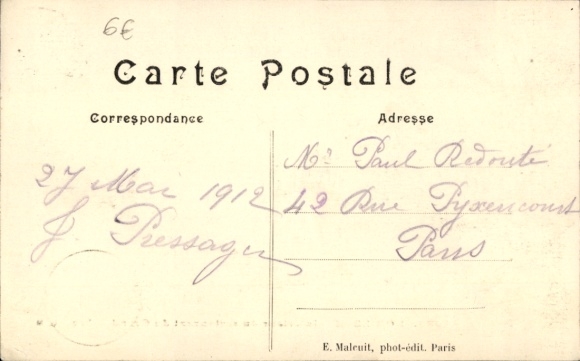 6€
Carte Postale
Correspondance
Adresse
27 Mai 1912
J. Pressager
Mr Paul Redouté
42 Rue
Paris
E. Malcuit, phot-édit. Paris